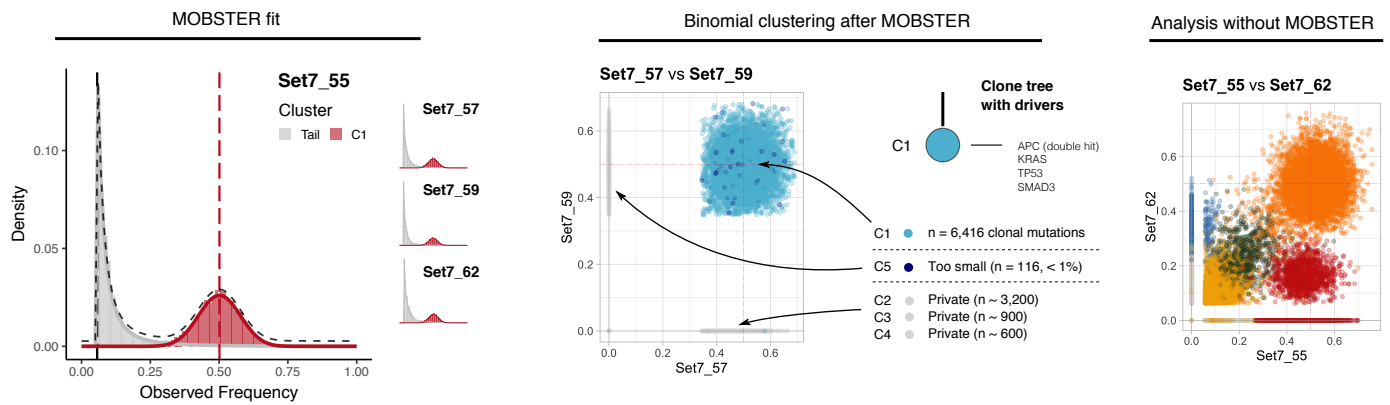 MOBSTER fit
Set7_55
Cluster
Tail
C1
Density
0.10
0.05
0.00
0.00
0.25
0.50
0.75
1.00
Observed Frequency
Set7_57
Set7_59
Set7_62
Binomial clustering after MOBSTER
Set7_57 vs Set7_59
Set7_59
0.6
0.4
0.2
0.0
0.0
0.2
0.4
0.6
Set7_57
Clone tree
with drivers
C1
APC (double hit)
KRAS
TP53
SMAD3
C1 n = 6,416 clonal mutations
C5 Too small (n = 116, < 1%)
C2 Private (n ~ 3,200)
C3 Private (n ~ 900)
C4 Private (n ~ 600)
Analysis without MOBSTER
Set7_55 vs Set7_62
Set7_62
0.6
0.4
0.2
0.0
0.0
0.2
0.4
0.6
Set7_55